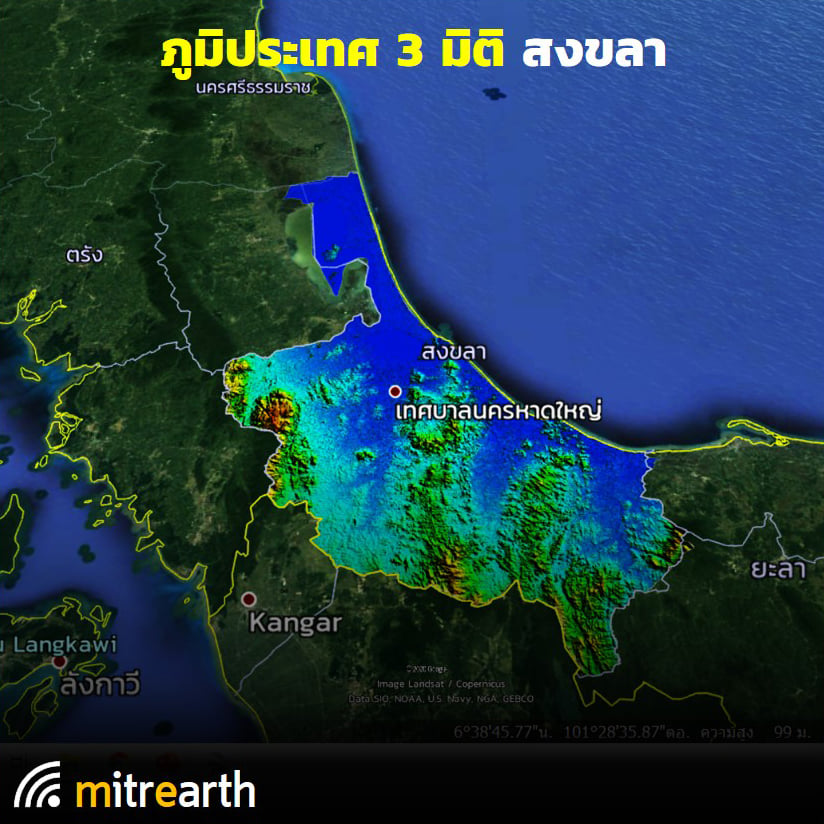 ภูมิประเทศ 3 มิติ สงขลา
นครศรีธรรมราช
ตรัง
สงขลา
เทศบาลนครหาดใหญ่
ยะลา
Kangar
Langkawi
ลังกาวี
Image Landsat / Copernicus
Data SIO, NOAA, U.S. Navy, NGA, GEBCO
6°38'45.77"น. 101°28'35.87"ตอ. ความสูง 99 ม.
mitrearth